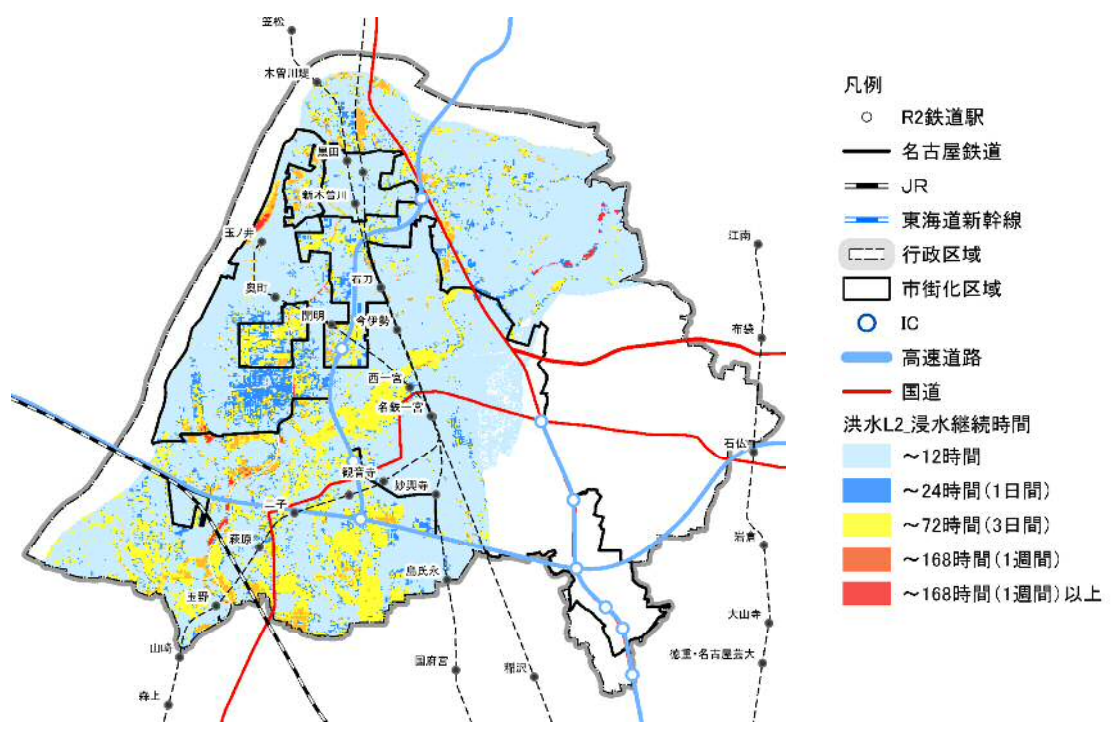 笠松
木曽川堤
黒田
新木曽川
玉ノ井
石刀
奥町
開明
今伊勢
西一宮
名鉄一宮
観音寺
妙興寺
二子
萩原
島氏永
玉野
山崎
森上
国府宮
稲沢
江南
布袋
石仏
岩倉
大山寺
徳重・名古屋芸大
凡例
R2鉄道駅
名古屋鉄道
JR
東海道新幹線
行政区域
市街化区域
IC
高速道路
国道
洪水L2_浸水継続時間
～12時間
～24時間(1日間)
～72時間(3日間)
～168時間(1週間)
～168時間(1週間)以上